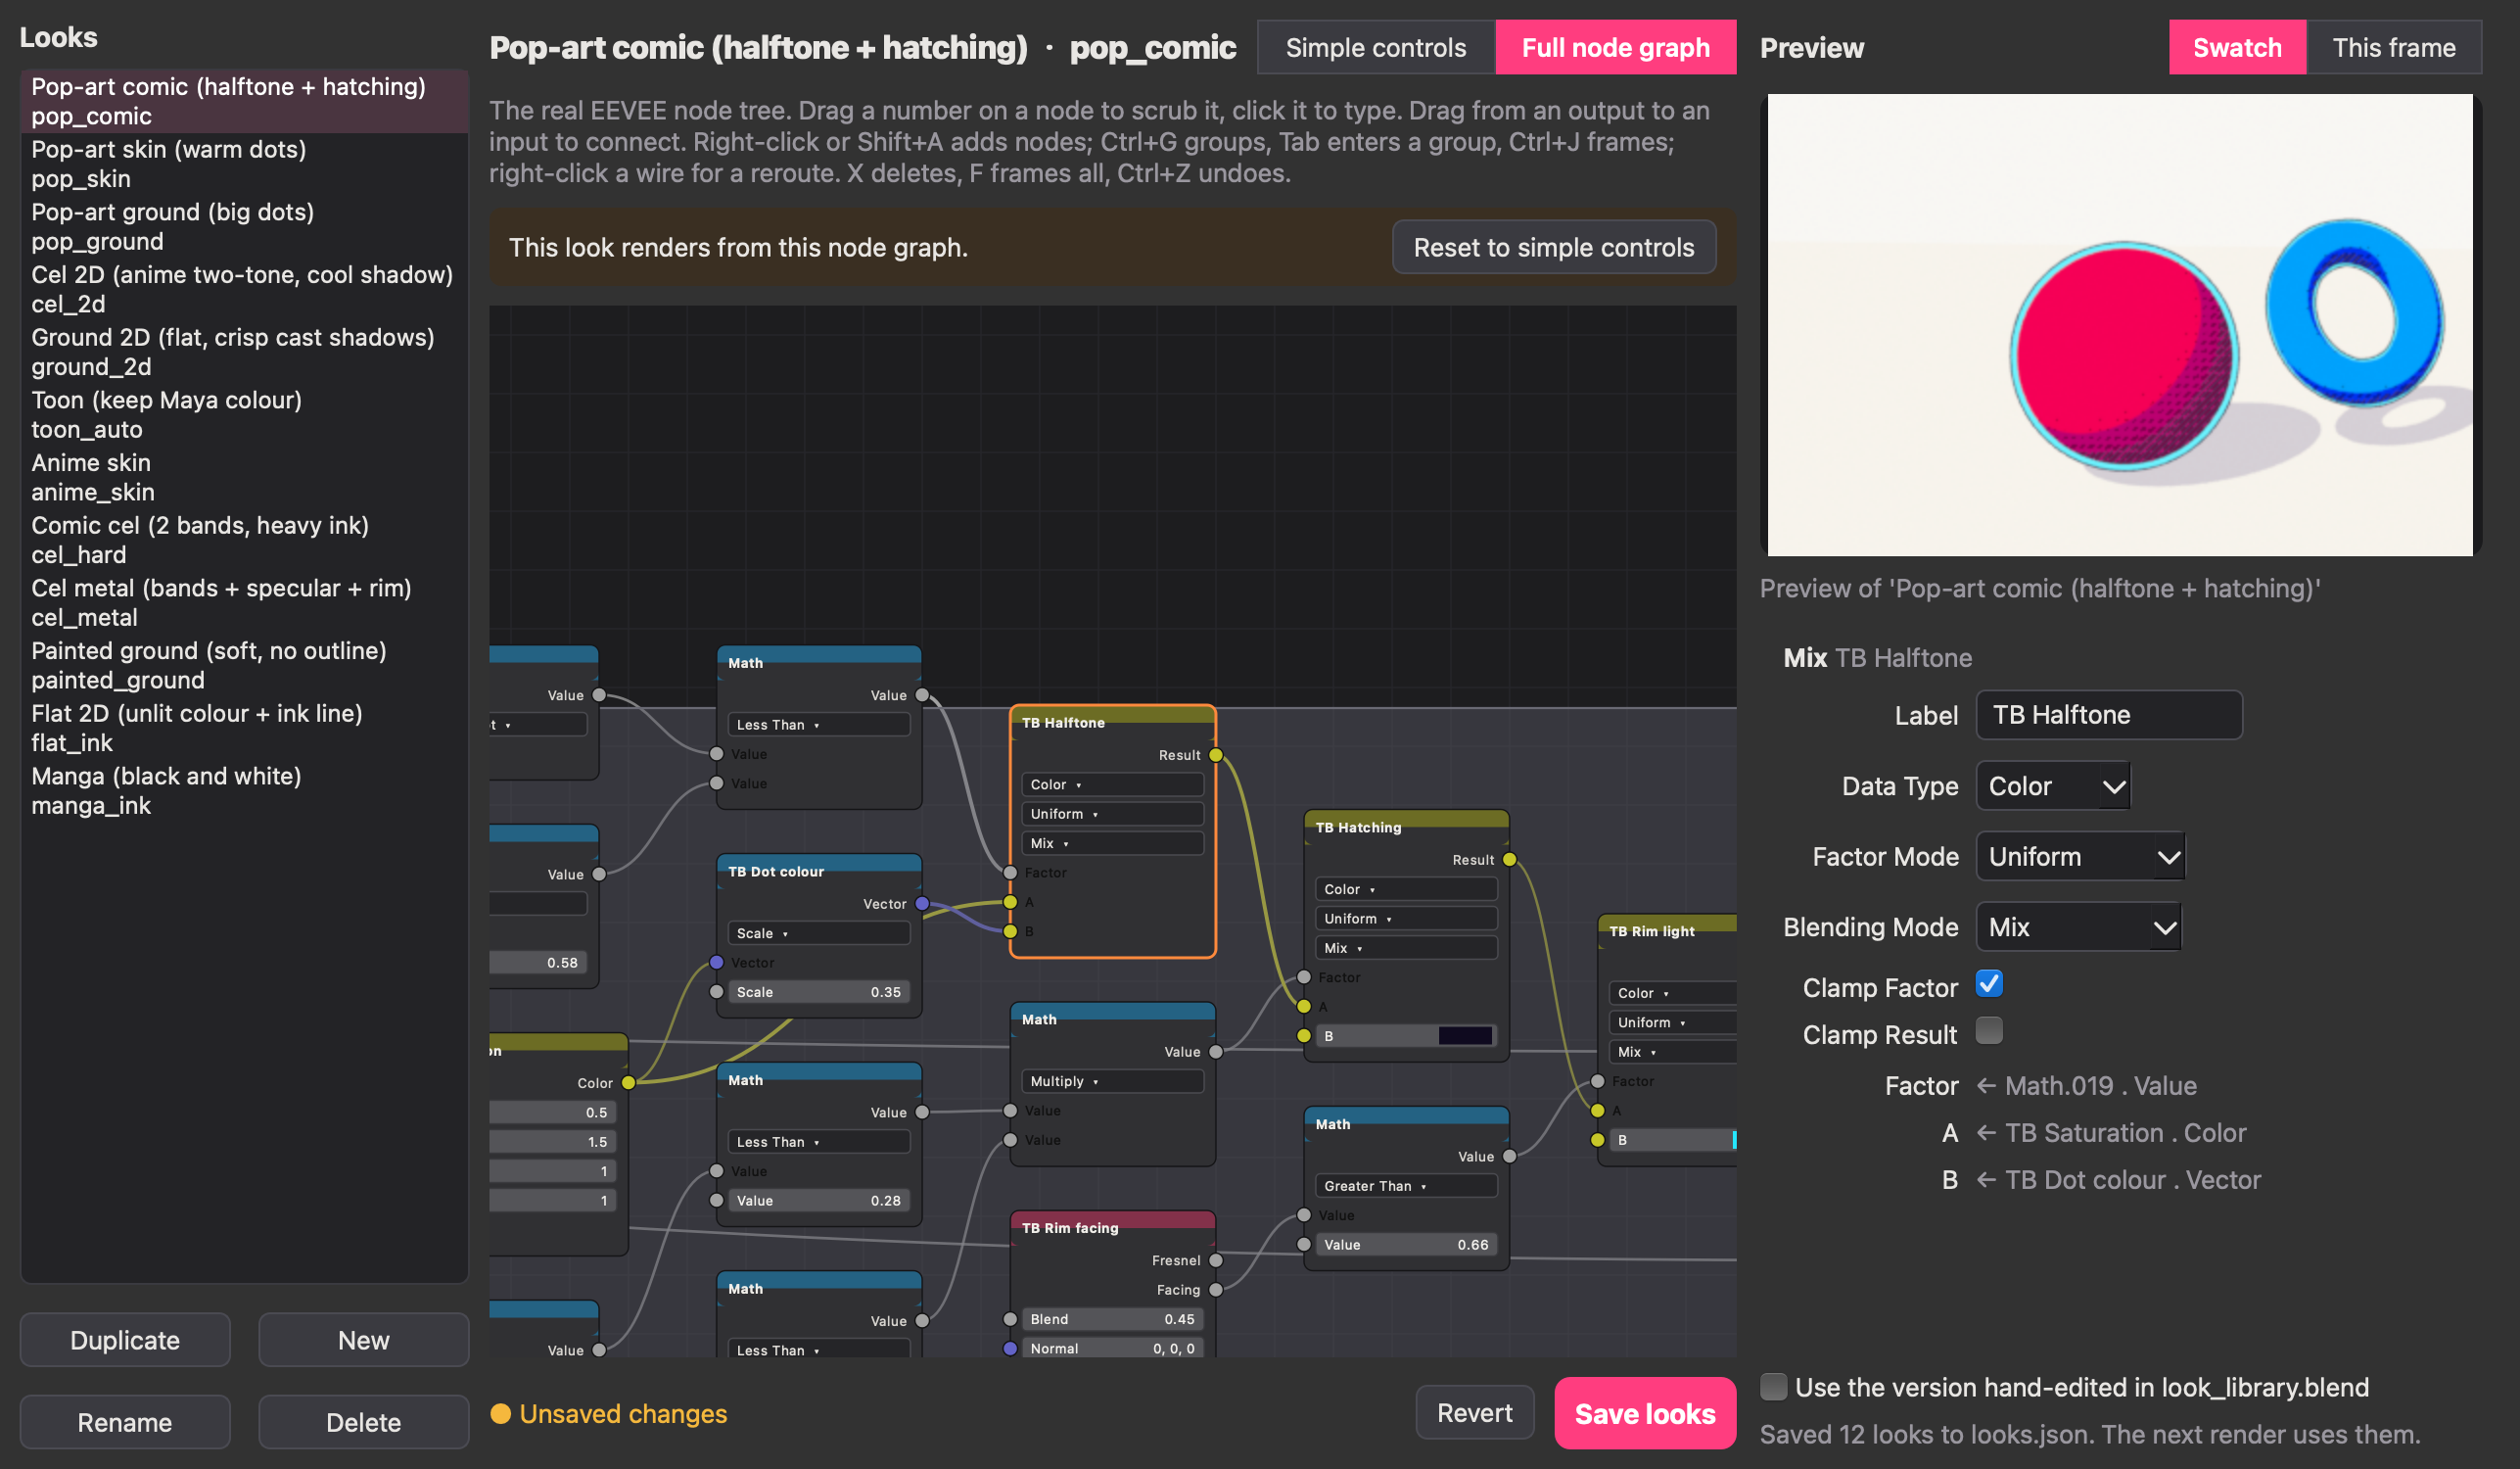 Looks
Pop-art comic (halftone + hatching)
pop_comic
Pop-art skin (warm dots)
pop_skin
Pop-art ground (big dots)
pop_ground
Cel 2D (anime two-tone, cool shadow)
cel_2d
Ground 2D (flat, crisp cast shadows)
ground_2d
Toon (keep Maya colour)
toon_auto
Anime skin
anime_skin
Comic cel (2 bands, heavy ink)
cel_hard
Cel metal (bands + specular + rim)
cel_metal
Painted ground (soft, no outline)
painted_ground
Flat 2D (unlit colour + ink line)
flat_ink
Manga (black and white)
manga_ink
Duplicate
New
Rename
Delete
Pop-art comic (halftone + hatching) · pop_comic
Simple controls
Full node graph
The real EEVEE node tree. Drag a number on a node to scrub it, click it to type. Drag from an output to an
input to connect. Right-click or Shift+A adds nodes; Ctrl+G groups, Tab enters a group, Ctrl+J frames;
right-click a wire for a reroute. X deletes, F frames all, Ctrl+Z undoes.
This look renders from this node graph.
Reset to simple controls
Value
Value
0.58
Color
0.5
1.5
1
1
Value
Math
Value
Less Than
Value
Value
TB Dot colour
Vector
Scale
Vector
Scale 0.35
Math
Value
Less Than
Value
Value 0.28
Math
Value
Less Than
TB Halftone
Result
Color
Uniform
Mix
Factor
A
B
Math
Value
Multiply
Value
Value
TB Rim facing
Fresnel
Facing
Blend 0.45
Normal 0, 0, 0
TB Hatching
Result
Color
Uniform
Mix
Factor
A
B
Math
Value
Greater Than
Value
Value 0.66
TB Rim light
Color
Uniform
Mix
Factor
A
B
Unsaved changes
Revert
Save looks
Preview
Swatch
This frame
Preview of 'Pop-art comic (halftone + hatching)'
Mix TB Halftone
Label TB Halftone
Data Type Color
Factor Mode Uniform
Blending Mode Mix
Clamp Factor
Clamp Result
Factor ← Math.019 . Value
A ← TB Saturation . Color
B ← TB Dot colour . Vector
Use the version hand-edited in look_library.blend
Saved 12 looks to looks.json. The next render uses them.